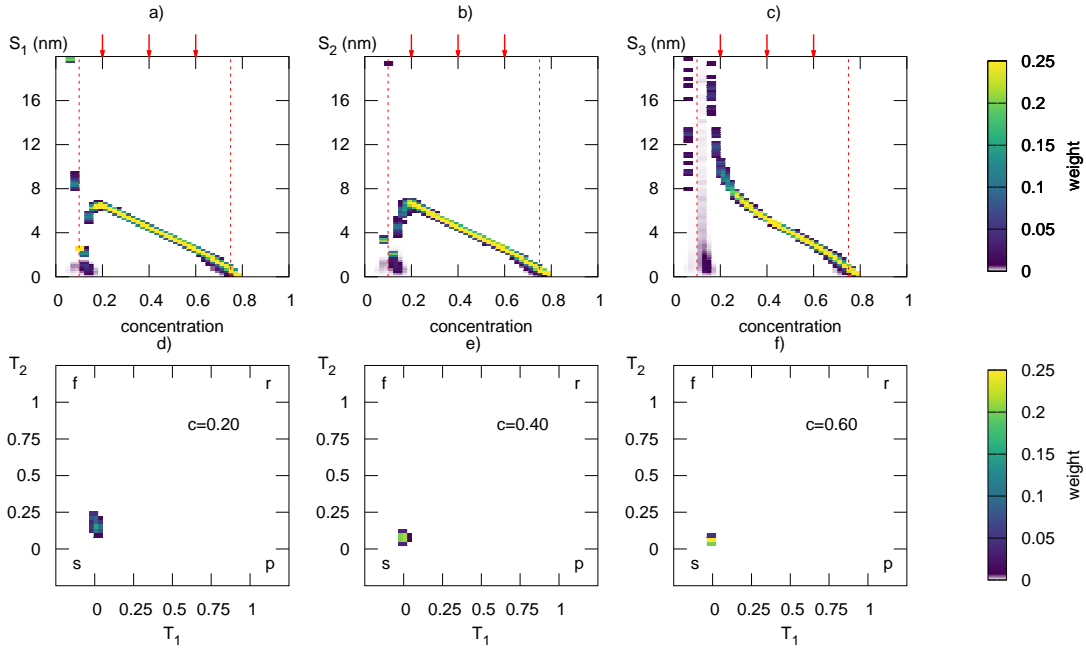 a) b) c)
S1 (nm) S2 (nm) S3 (nm)
16 16 16 0.25 0.25
12 12 12 0.2
0.15 weight
8 8 8
0.1
4 4 4 0.05
0 0 0 0
0 0.2 0.4 0.6 0.8 1 0 0.2 0.4 0.6 0.8 1 0 0.2 0.4 0.6 0.8 1
concentration concentration concentration
d) e) f)
T2 T2 T2
f r f r f r 0.25
1 1 1
c=0.20 c=0.40 c=0.60 0.2
0.75 0.75 0.75
0.15
0.5 0.5 0.5 weight
0.1
0.25 0.25 0.25
0.05
0 0 0
s p s p s p 0
0 0.25 0.5 0.75 1 0 0.25 0.5 0.75 1 0 0.25 0.5 0.75 1
T1 T1 T1